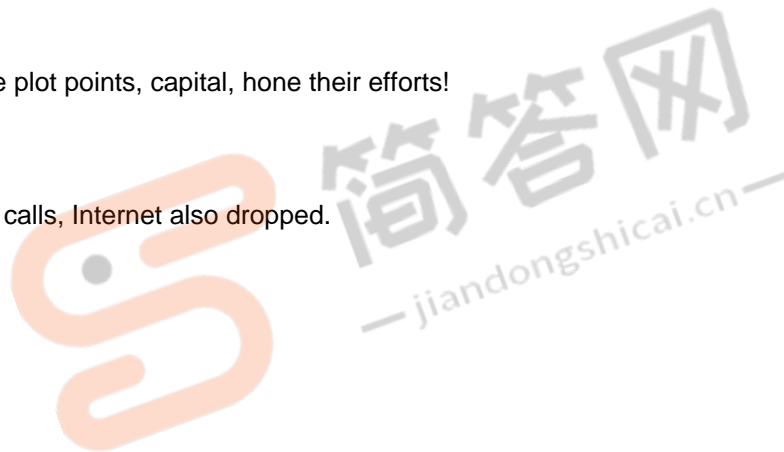 e plot points, capital, hone their efforts!
calls, Internet also dropped.
简答网
jiandongshicai.cn